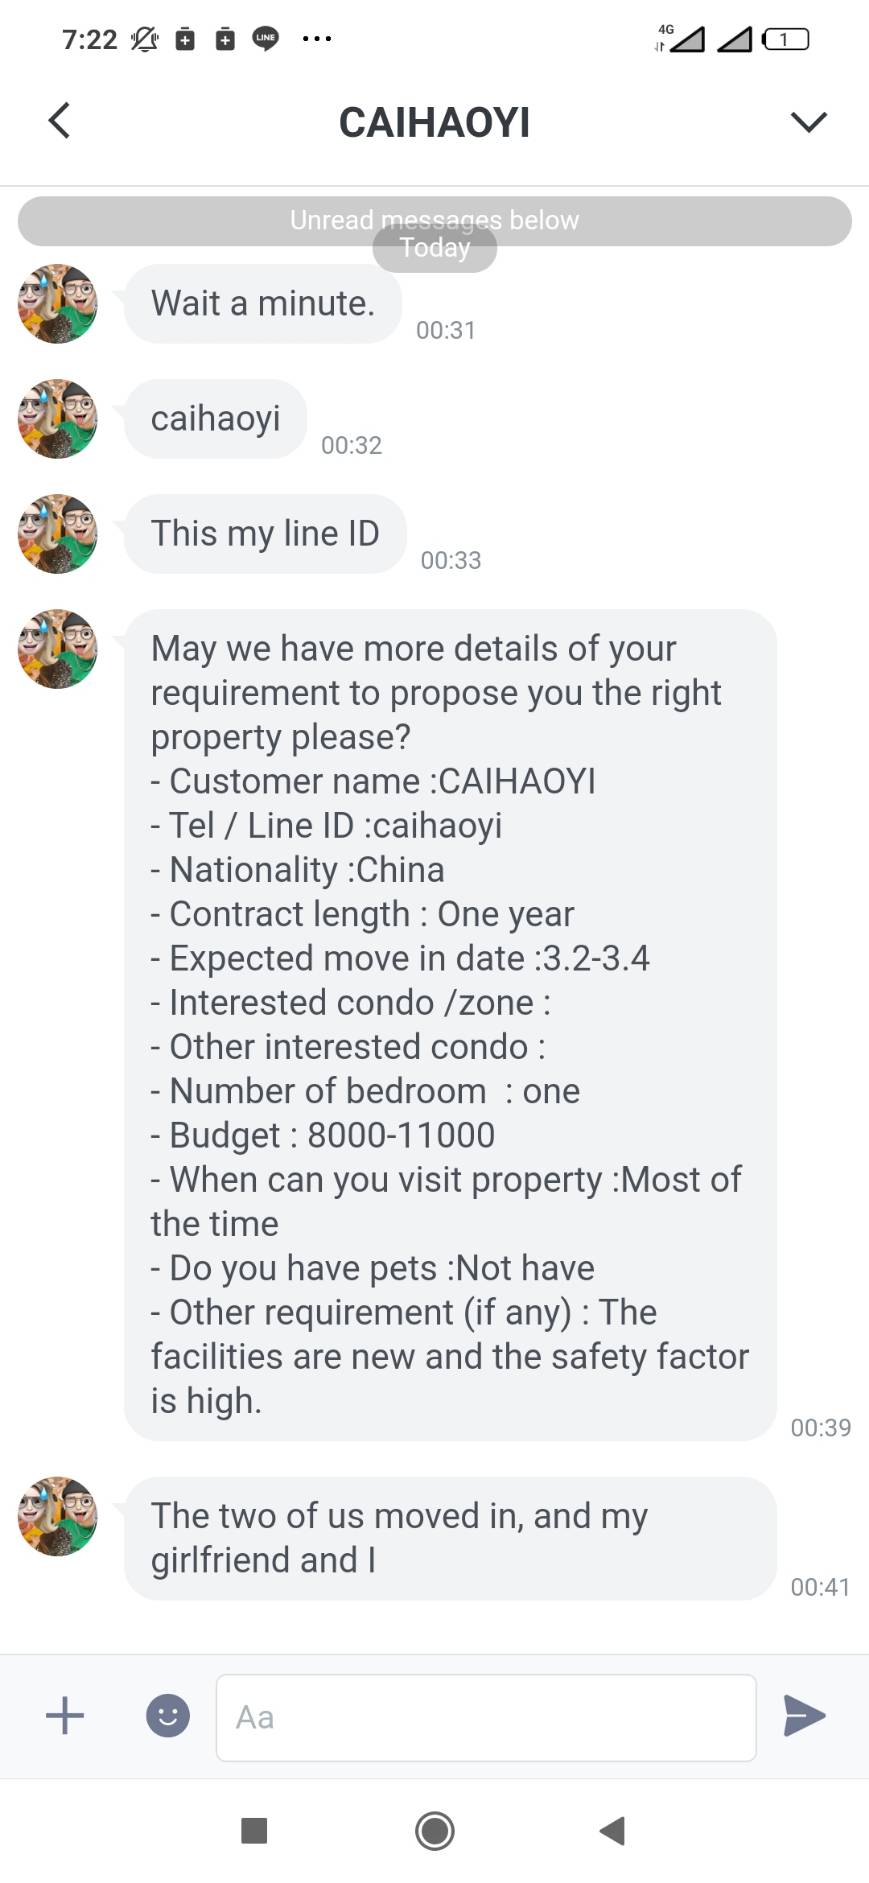 7:22 LINE ... 4G 1
CAIHAOYI
Unread messages below
Today
Wait a minute.
00:31
caihaoyi
00:32
This my line ID
00:33
May we have more details of your
requirement to propose you the right
property please?
- Customer name :CAIHAOYI
- Tel / Line ID :caihaoyi
- Nationality :China
- Contract length : One year
- Expected move in date :3.2-3.4
- Interested condo /zone :
- Other interested condo :
- Number of bedroom  : one
- Budget : 8000-11000
- When can you visit property :Most of
the time
- Do you have pets :Not have
- Other requirement (if any) : The
facilities are new and the safety factor
is high.
00:39
The two of us moved in, and my
girlfriend and I
00:41
Aa